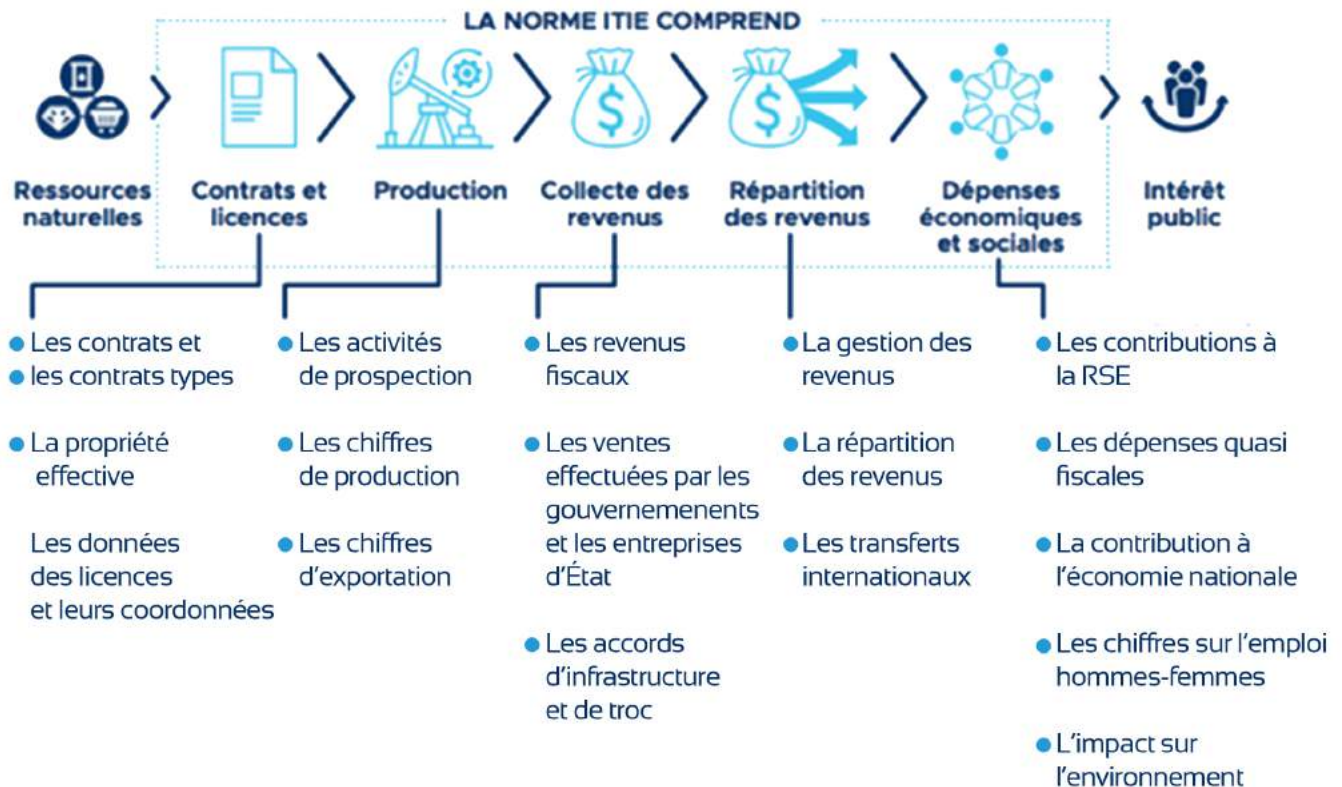 LA NORME ITIE COMPREND
Ressources
naturelles
Contrats et
licences
Production
Collecte des
revenus
Répartition
des revenus
Dépenses
économiques
et sociales
Intérêt
public
Les contrats et
les contrats types
La propriété
effective
Les données
des licences
et leurs coordonnées
Les activités
de prospection
Les chiffres
de production
Les chiffres
d'exportation
Les revenus
fiscaux
Les ventes
effectuées par les
gouvernemenents
et les entreprises
d'État
Les accords
d'infrastructure
et de troc
La gestion des
revenus
La répartition
des revenus
Les transferts
internationaux
Les contributions à
la RSE
Les dépenses quasi
fiscales
La contribution à
l'économie nationale
Les chiffres sur l'emploi
hommes-femmes
L'impact sur
l'environnement